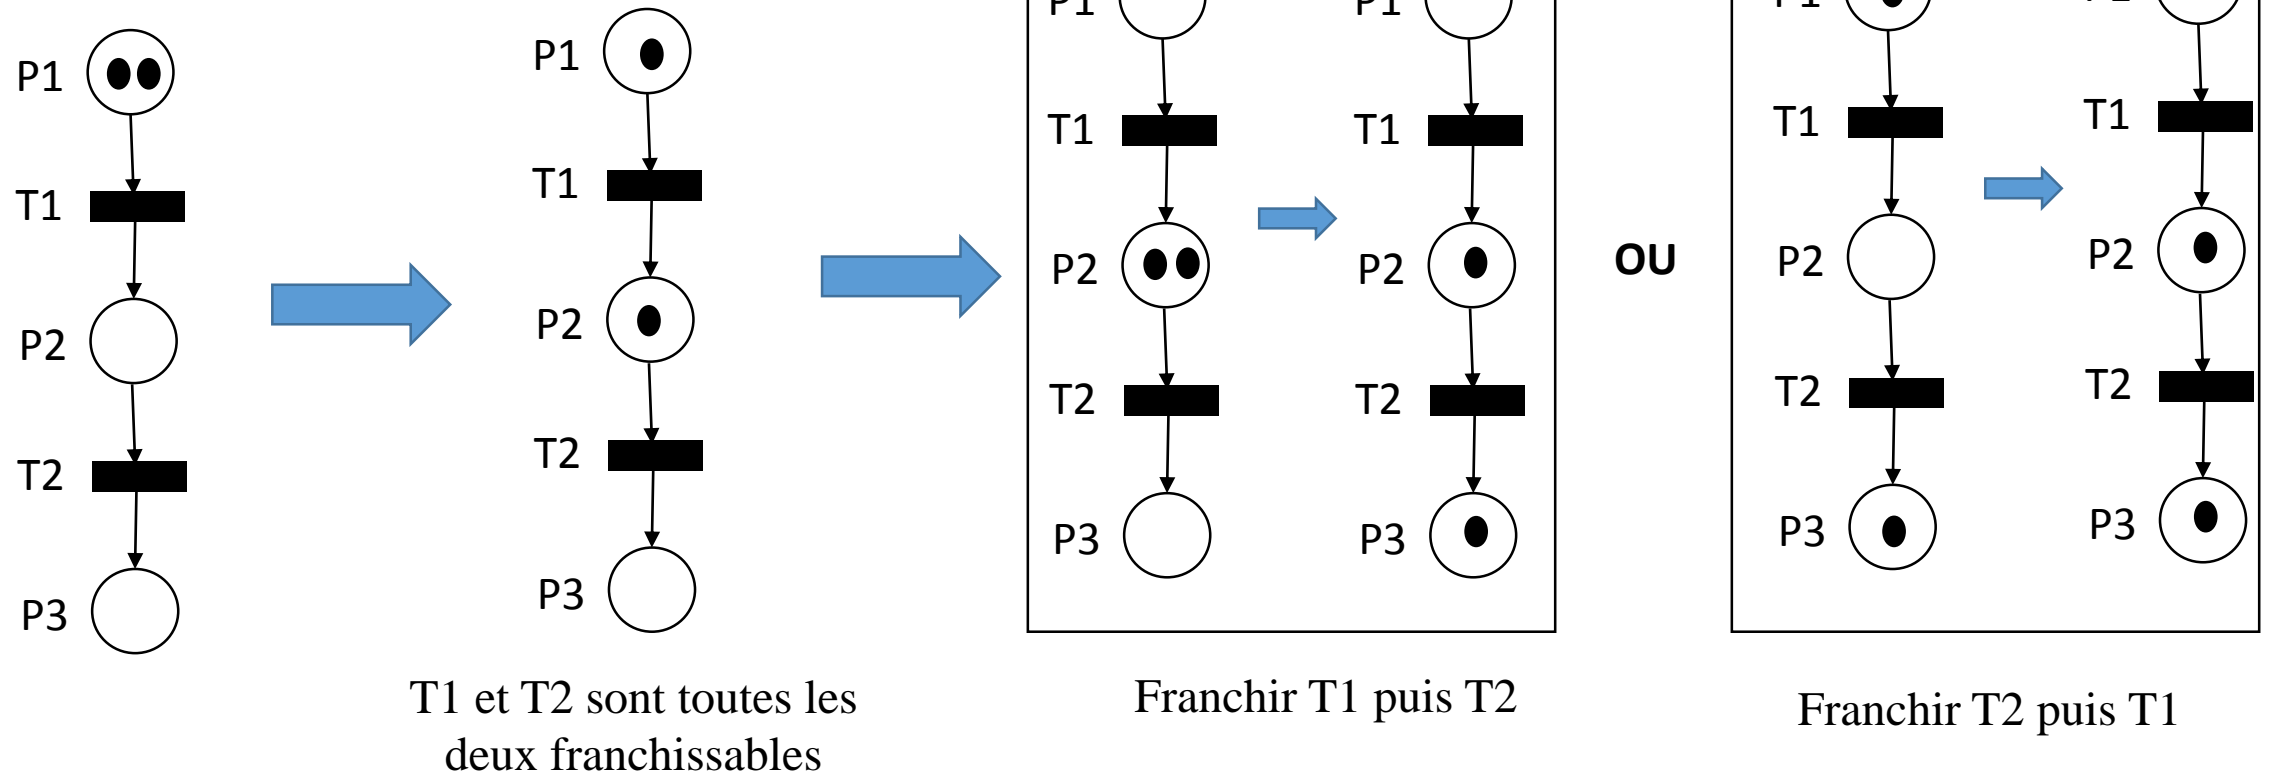 P1
T1
P2
T2
P3
P1
T1
P2
T2
P3
T1 et T2 sont toutes les
deux franchissables
P1
T1
P2
T2
P3
P1
T1
P2
T2
P3
Franchir T1 puis T2
OU
T1
P2
T2
P3
T1
P2
T2
P3
Franchir T2 puis T1